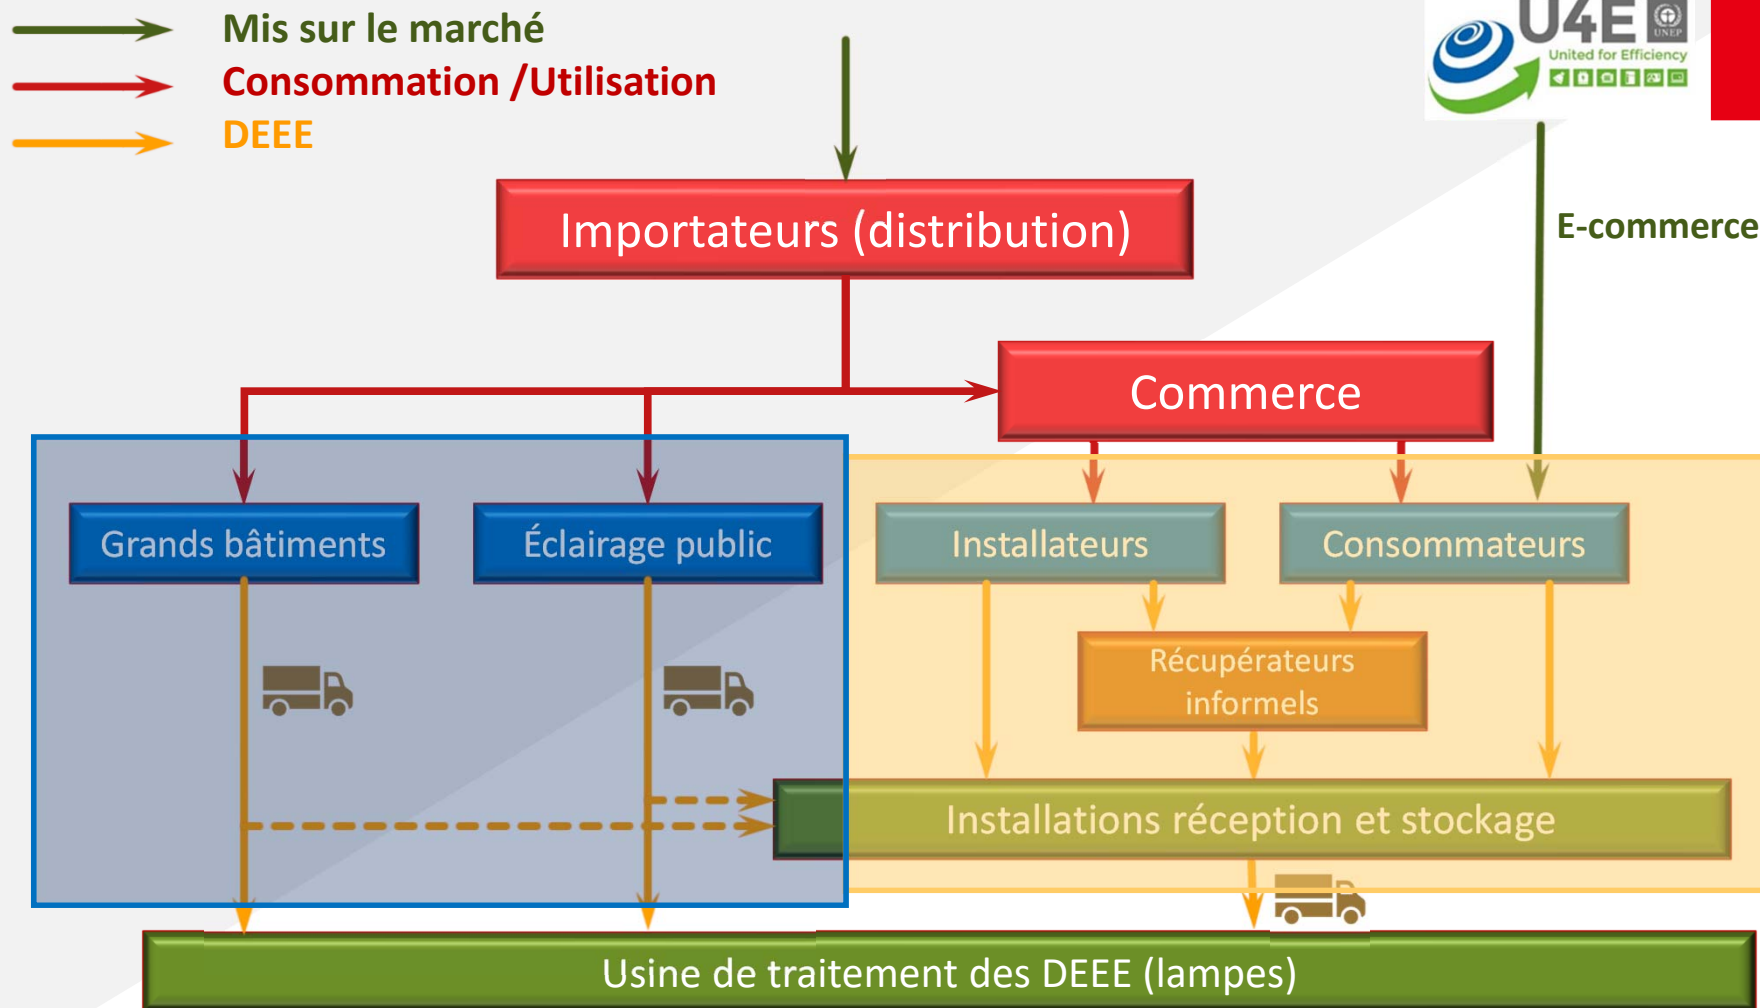 Mis sur le marché
Consommation /Utilisation
DEEE
U4E
UNEP
United for Efficiency
Importateurs (distribution)
E-commerce
Commerce
Grands bâtiments
Éclairage public
Installateurs
Consommateurs
Récupérateurs
informels
Installations réception et stockage
Usine de traitement des DEEE (lampes)